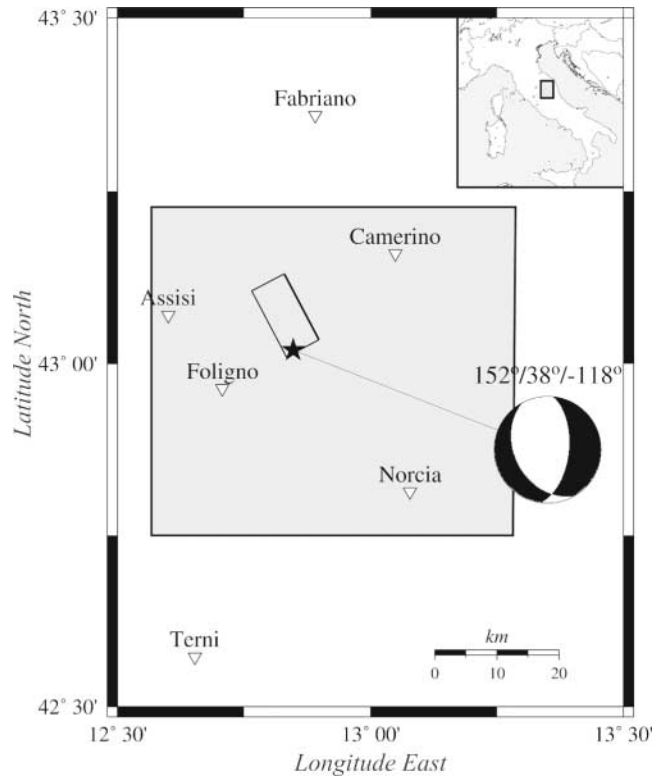 43° 30'
Fabriano
Camerino
Assisi
43° 00'
Foligno
152°/38°/-118°
Norcia
Terni
km
0 10 20
42° 30'
12° 30' 13° 00' 13° 30'
Longitude East
Latitude North